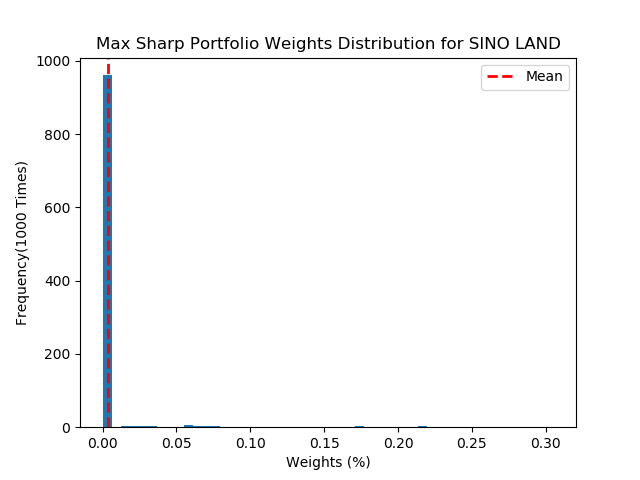 Max Sharp Portfolio Weights Distribution for SINO LAND
Mean
1000
800
600
400
200
0
Frequency(1000 Times)
0.00 0.05 0.10 0.15 0.20 0.25 0.30
Weights (%)